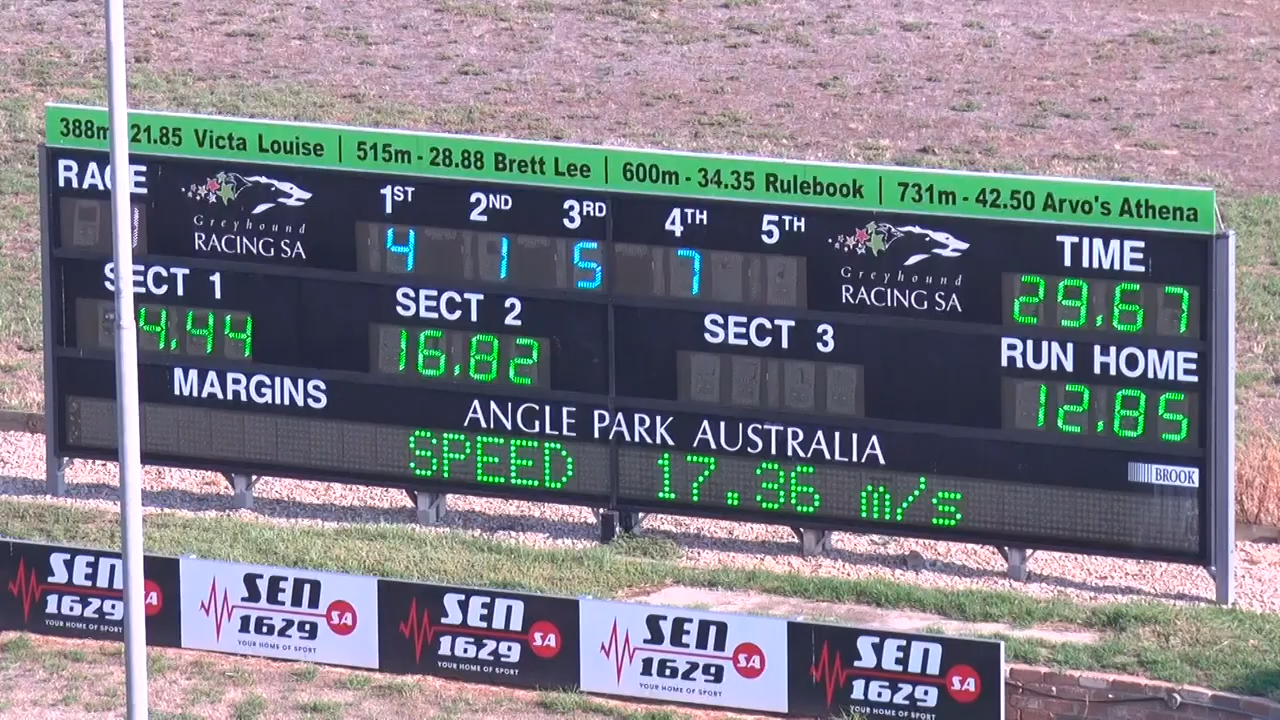 388m 21.85 Victa Louise | 515m - 28.88 Brett Lee | 600m - 34.35 Rulebook | 731m - 42.50 Arvo's Athena
RACE
Greyhound
RACING SA
1ST 2ND 3RD 4TH 5TH
4 1 5 7
Greyhound
RACING SA
TIME
29.67
SECT 1
4.44
SECT 2
16.82
SECT 3
RUN HOME
12.85
MARGINS
ANGLE PARK AUSTRALIA
SPEED 17.36 m/s
BROOK
SEN
1629 SA
YOUR HOME OF SPORT
SEN
1629 SA
YOUR HOME OF SPORT
SEN
1629 SA
YOUR HOME OF SPORT
SEN
1629 SA
YOUR HOME OF SPORT
SEN
1629 SA
YOUR HOME OF SPORT